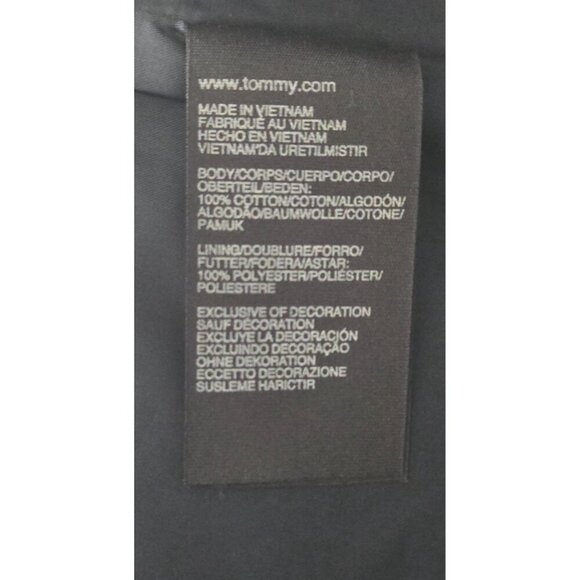 www.tommy.com
MADE IN VIETNAM
FABRIQUÉ AU VIETNAM
HECHO EN VIETNAM
VIETNAM'DA URETILMISTIR
BODY/CORPS/CUERPO/CORPO/
OBERTEIL/BEDEN:
100% COTTON/COTON/ALGODÓN/
ALGODÃO/BAUMWOLLE/COTONE/
PAMUK
LINING/DOUBLURE/FORRO/
FUTTER/FODERA/ASTAR:
100% POLYESTER/POLIÉSTER/
POLIESTERE
EXCLUSIVE OF DECORATION
SAUF DÉCORATION
EXCLUYE LA DECORACIÓN
EXCLUINDO DECORAÇÃO
OHNE DEKORATION
ECCETTO DECORAZIONE
SUSLEME HARICTIR